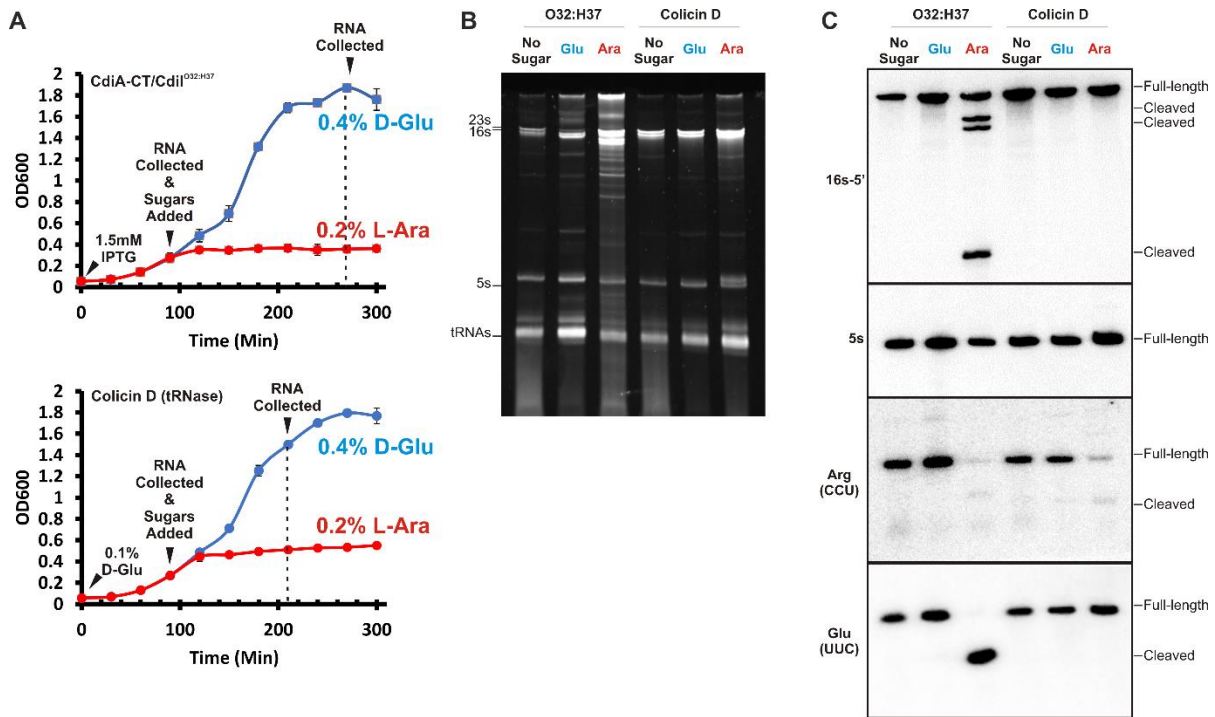 A
RNA
Collected
CdiA-CT/CdiI^O32:H37
0.4% D-Glu
RNA
Collected
&
Sugars
Added
1.5mM
IPTG
0.2% L-Ara
OD600
2
1.8
1.6
1.4
1.2
1
0.8
0.6
0.4
0.2
0
0 100 200 300
Time (Min)
Colicin D (tRNase)
RNA
Collected
0.4% D-Glu
RNA
Collected
&
Sugars
Added
0.1%
D-Glu
0.2% L-Ara
OD600
2
1.8
1.6
1.4
1.2
1
0.8
0.6
0.4
0.2
0
0 100 200 300
Time (Min)
B
O32:H37 Colicin D
No Sugar Glu Ara No Sugar Glu Ara
23s
16s
5s
tRNAs
C
O32:H37 Colicin D
No Sugar Glu Ara No Sugar Glu Ara
16s-5'
Full-length
Cleaved
Cleaved
Cleaved
5s
Full-length
Arg
(CCU)
Full-length
Cleaved
Glu
(UUC)
Full-length
Cleaved